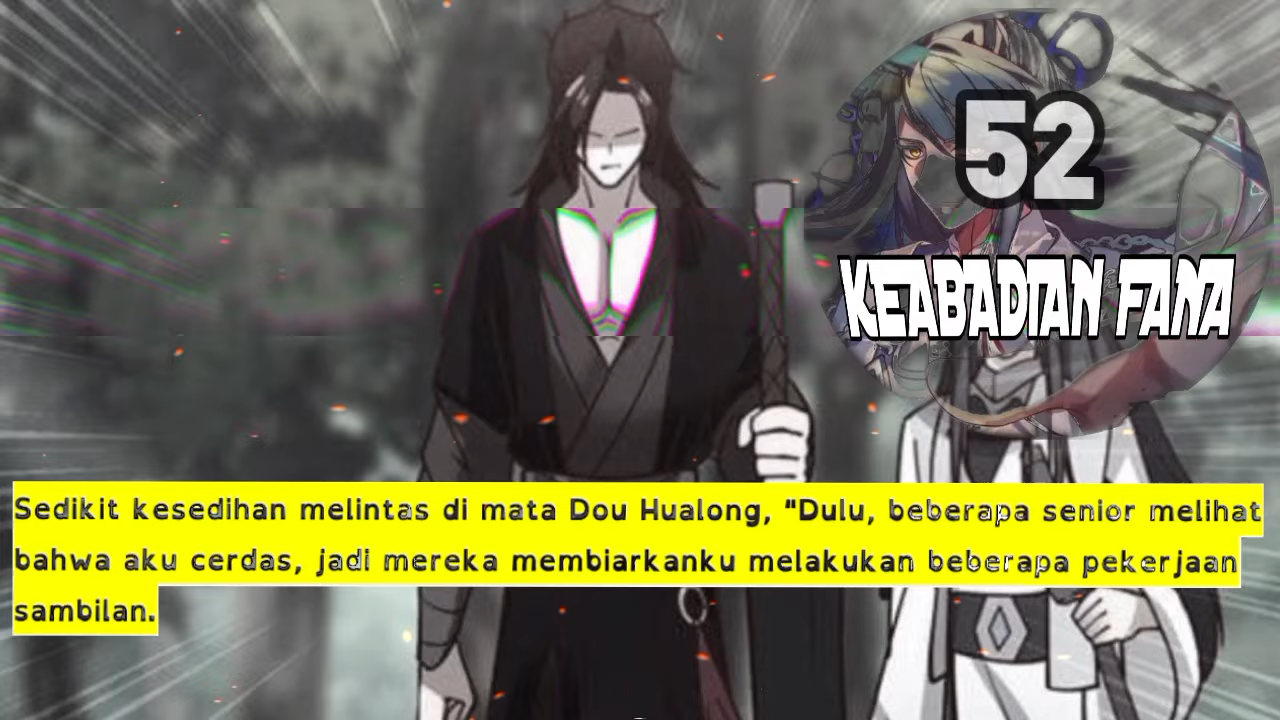 52
KEABADIAN FANA
Sedikit kesedihan melintas di mata Dou Hualong, "Dulu, beberapa senior melihat
bahwa aku cerdas, jadi mereka membiarkanku melakukan beberapa pekerjaan
sambilan.